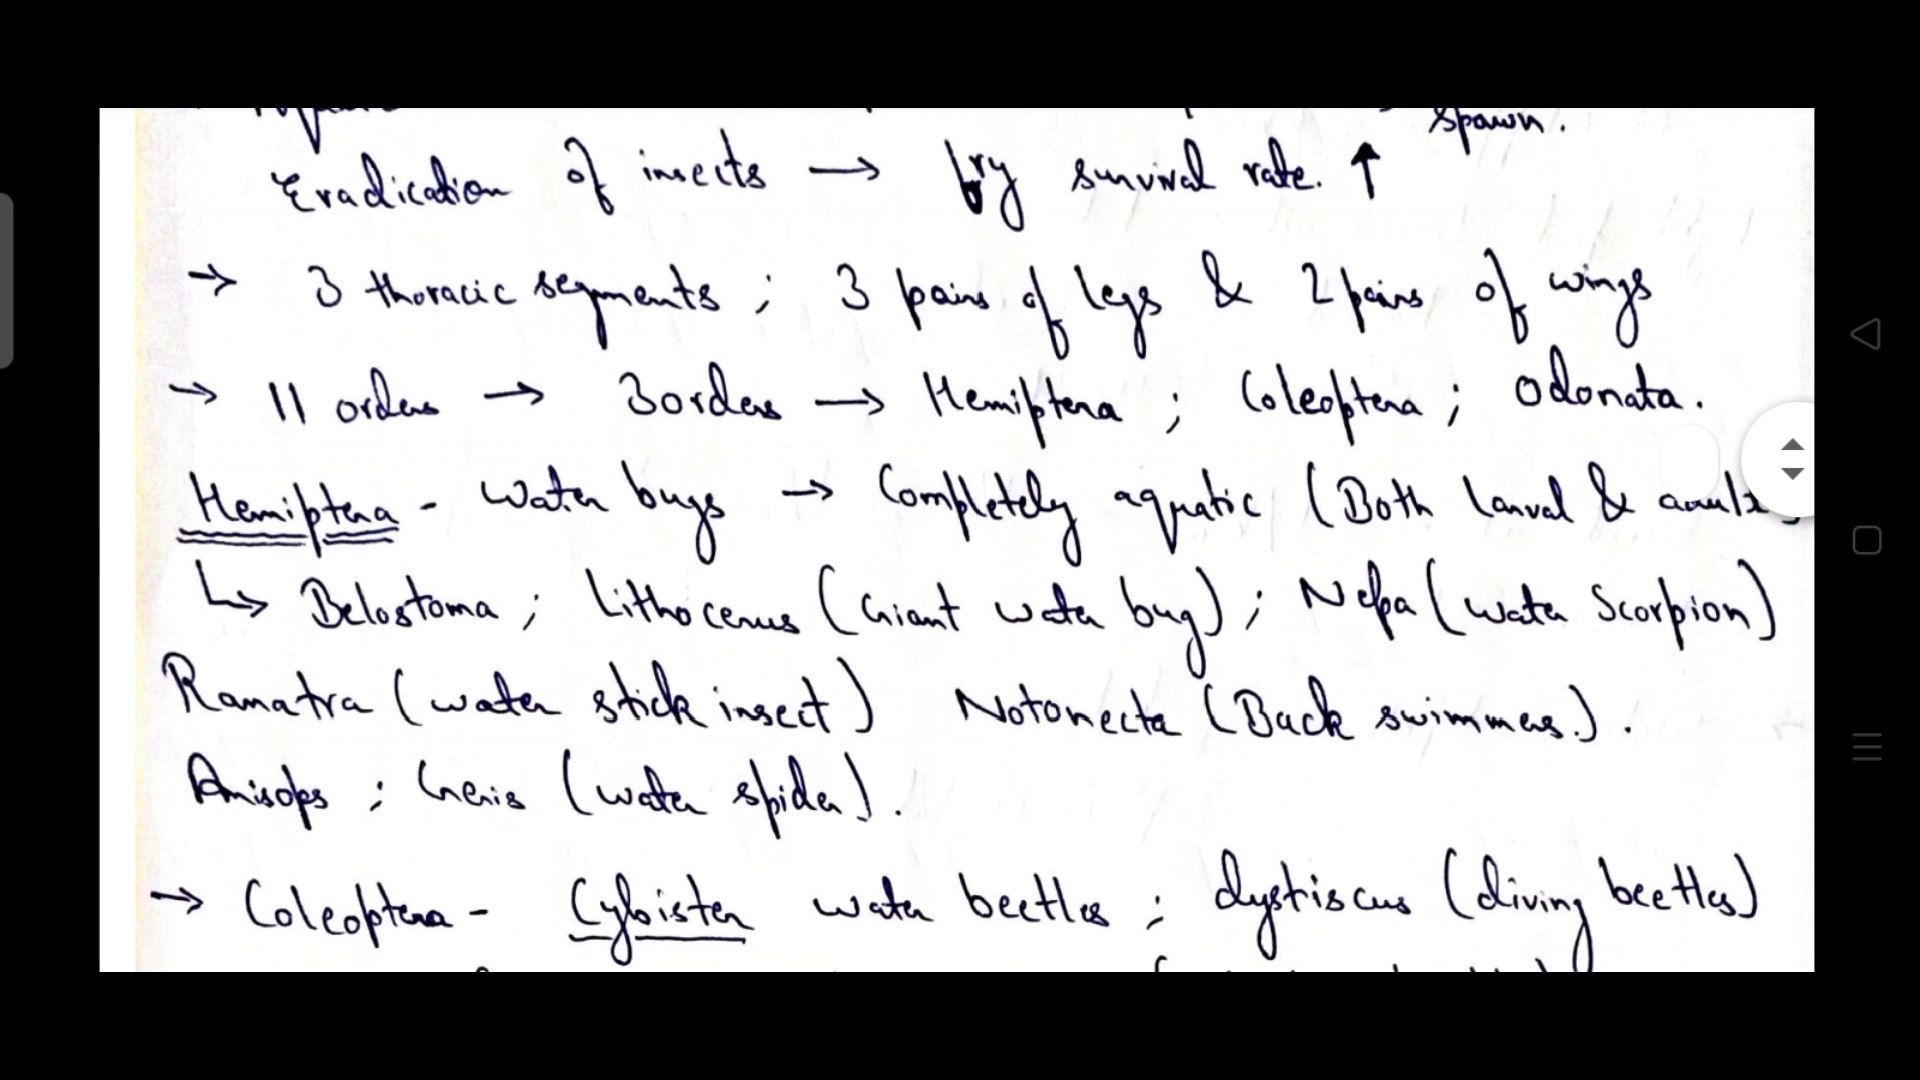 spawn.
Eradication of insects → fry survival rate. ↑
→ 3 thoracic segments ; 3 pairs of legs & 2 pairs of wings
→ 11 orders → 3 orders → Hemiptera ; Coleoptera ; Odonata.
Hemiptera - Water bugs → Completely aquatic (Both Larval & adult
↳ Belostoma ; Lithocerus (Giant water bug) ; Nepa (water Scorpion)
Ranatra (water stick insect) Notonecta (Back swimmers.) .
Anisops ; Gerris (water spider) .
→ Coleoptera - Cybister water beetles ; dystiscus (diving beetles)